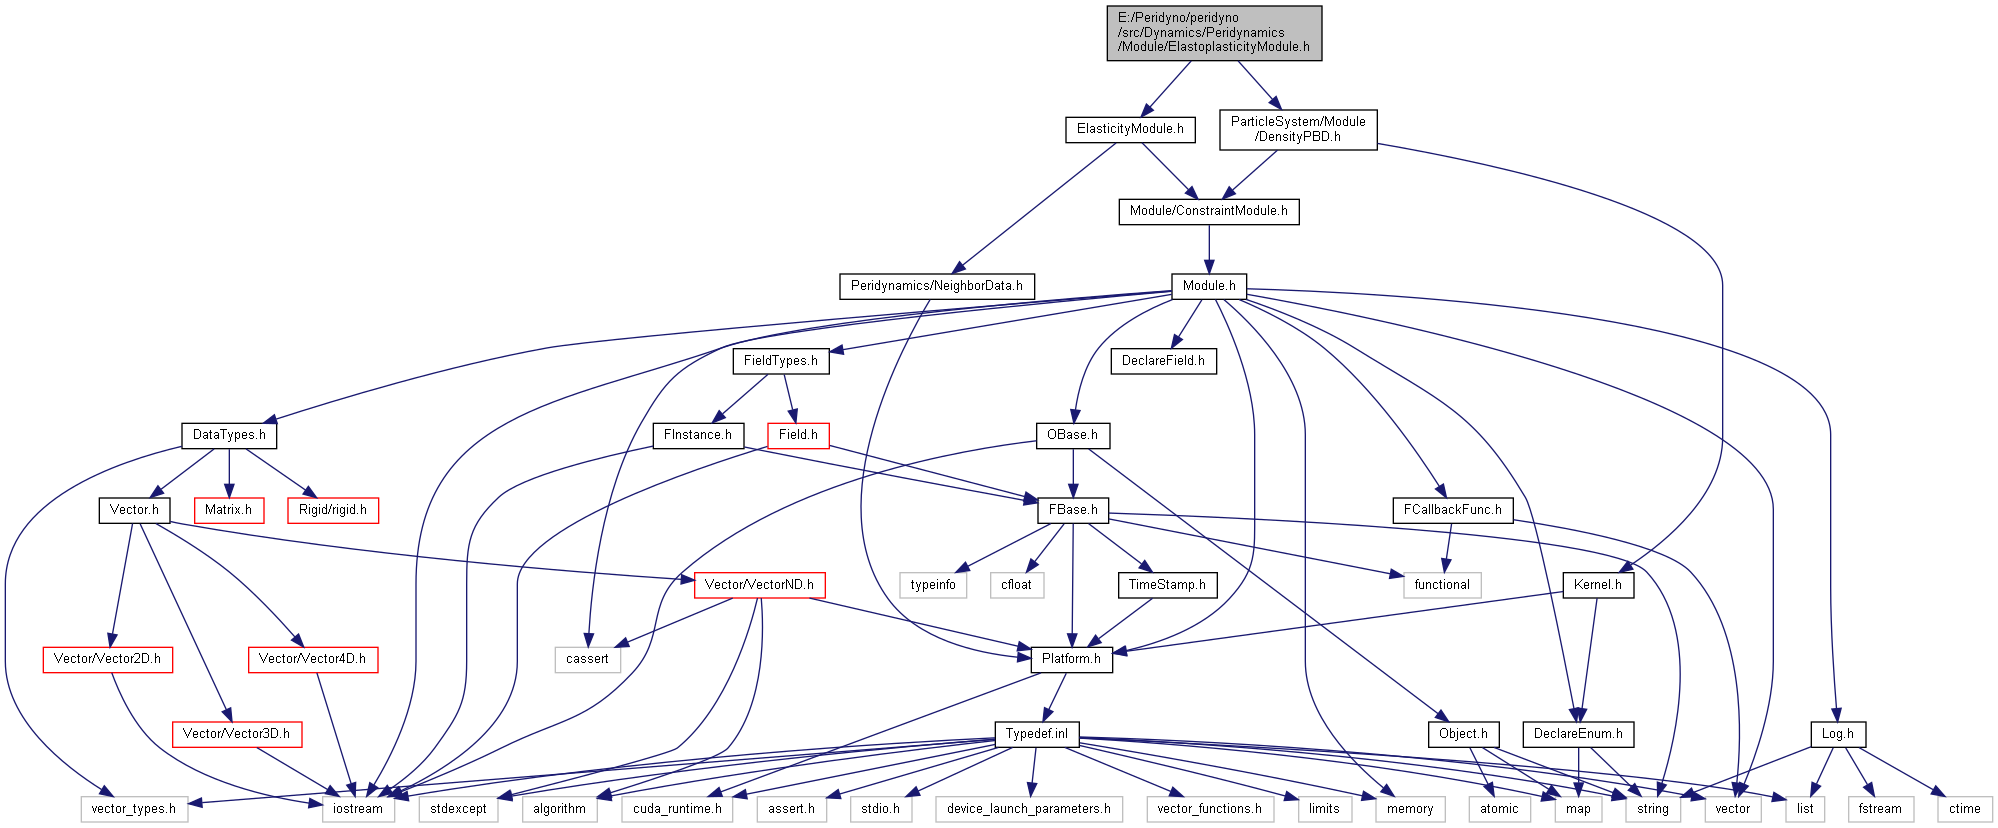 E:/Peridyno/peridyno
/src/Dynamics/Peridynamics
/Module/ElastoplasticityModule.h
ElasticityModule.h
ParticleSystem/Module
/DensityPBD.h
Module/ConstraintModule.h
Peridynamics/NeighborData.h
Module.h
FieldTypes.h
DeclareField.h
DataTypes.h
FInstance.h
Field.h
OBase.h
Vector.h
Matrix.h
Rigid/rigid.h
FBase.h
FCallbackFunc.h
Vector/VectorND.h
typeinfo
cfloat
TimeStamp.h
functional
Kernel.h
Vector/Vector2D.h
Vector/Vector4D.h
cassert
Platform.h
Vector/Vector3D.h
Typedef.inl
Object.h
DeclareEnum.h
Log.h
vector_types.h
iostream
stdexcept
algorithm
cuda_runtime.h
assert.h
stdio.h
device_launch_parameters.h
vector_functions.h
limits
memory
atomic
map
string
vector
list
fstream
ctime